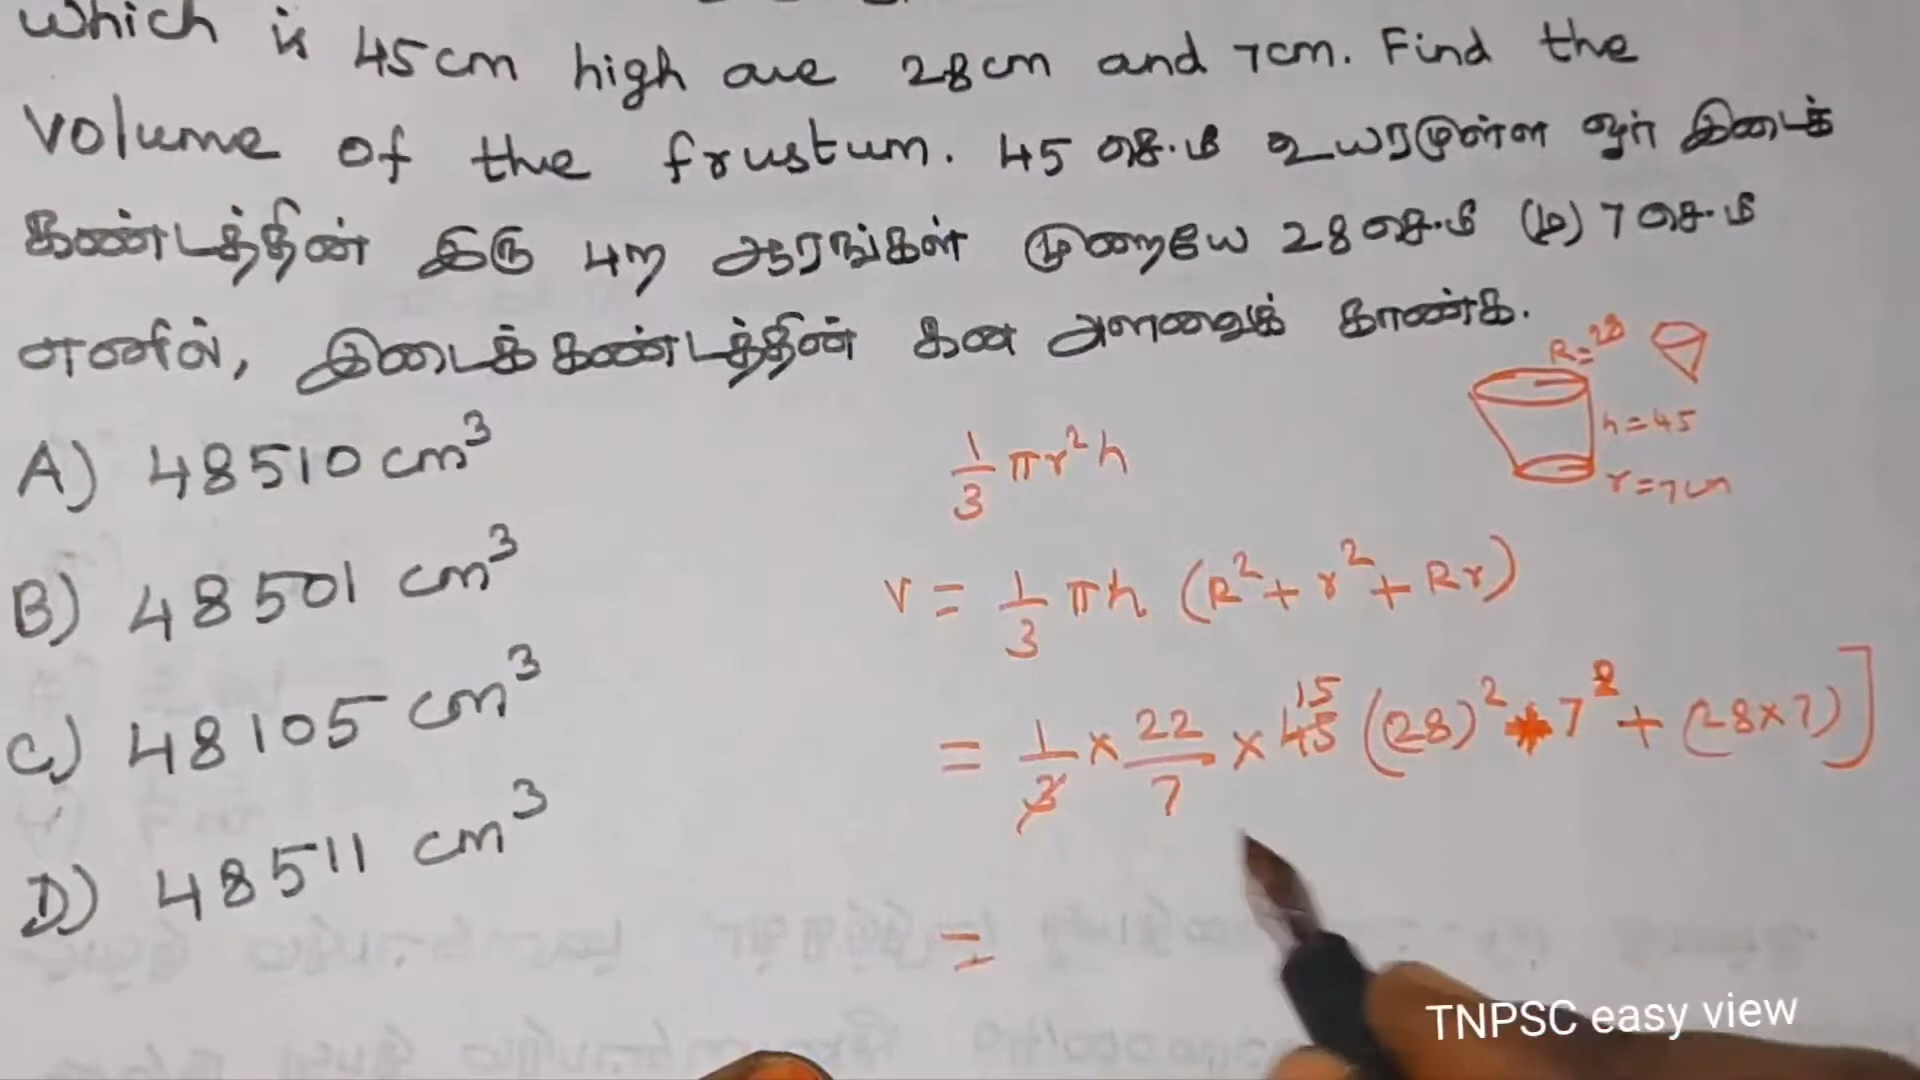 which is 45cm high are 28cm and 7cm. Find the
Volume of the frustum. 45 செ.மீ உயரமுள்ள ஓர் இடைக்
கண்டத்தின் இரு புற ஆரங்கள் முறையே 28செ.மீ (ம) 7செ.மீ
எனில், இடைக்கண்டத்தின் கன அளவைக் காண்க.
R=28
h=45
r=7cm
A) 48510 cm³
B) 48501 cm³
C) 48105 cm³
D) 48511 cm³
1/3 πr²h
V = 1/3 πh (R² + r² + Rr)
= 1/3 × 22/7 × 45 15 (28)² + 7² + (28×7)]
=
TNPSC easy view